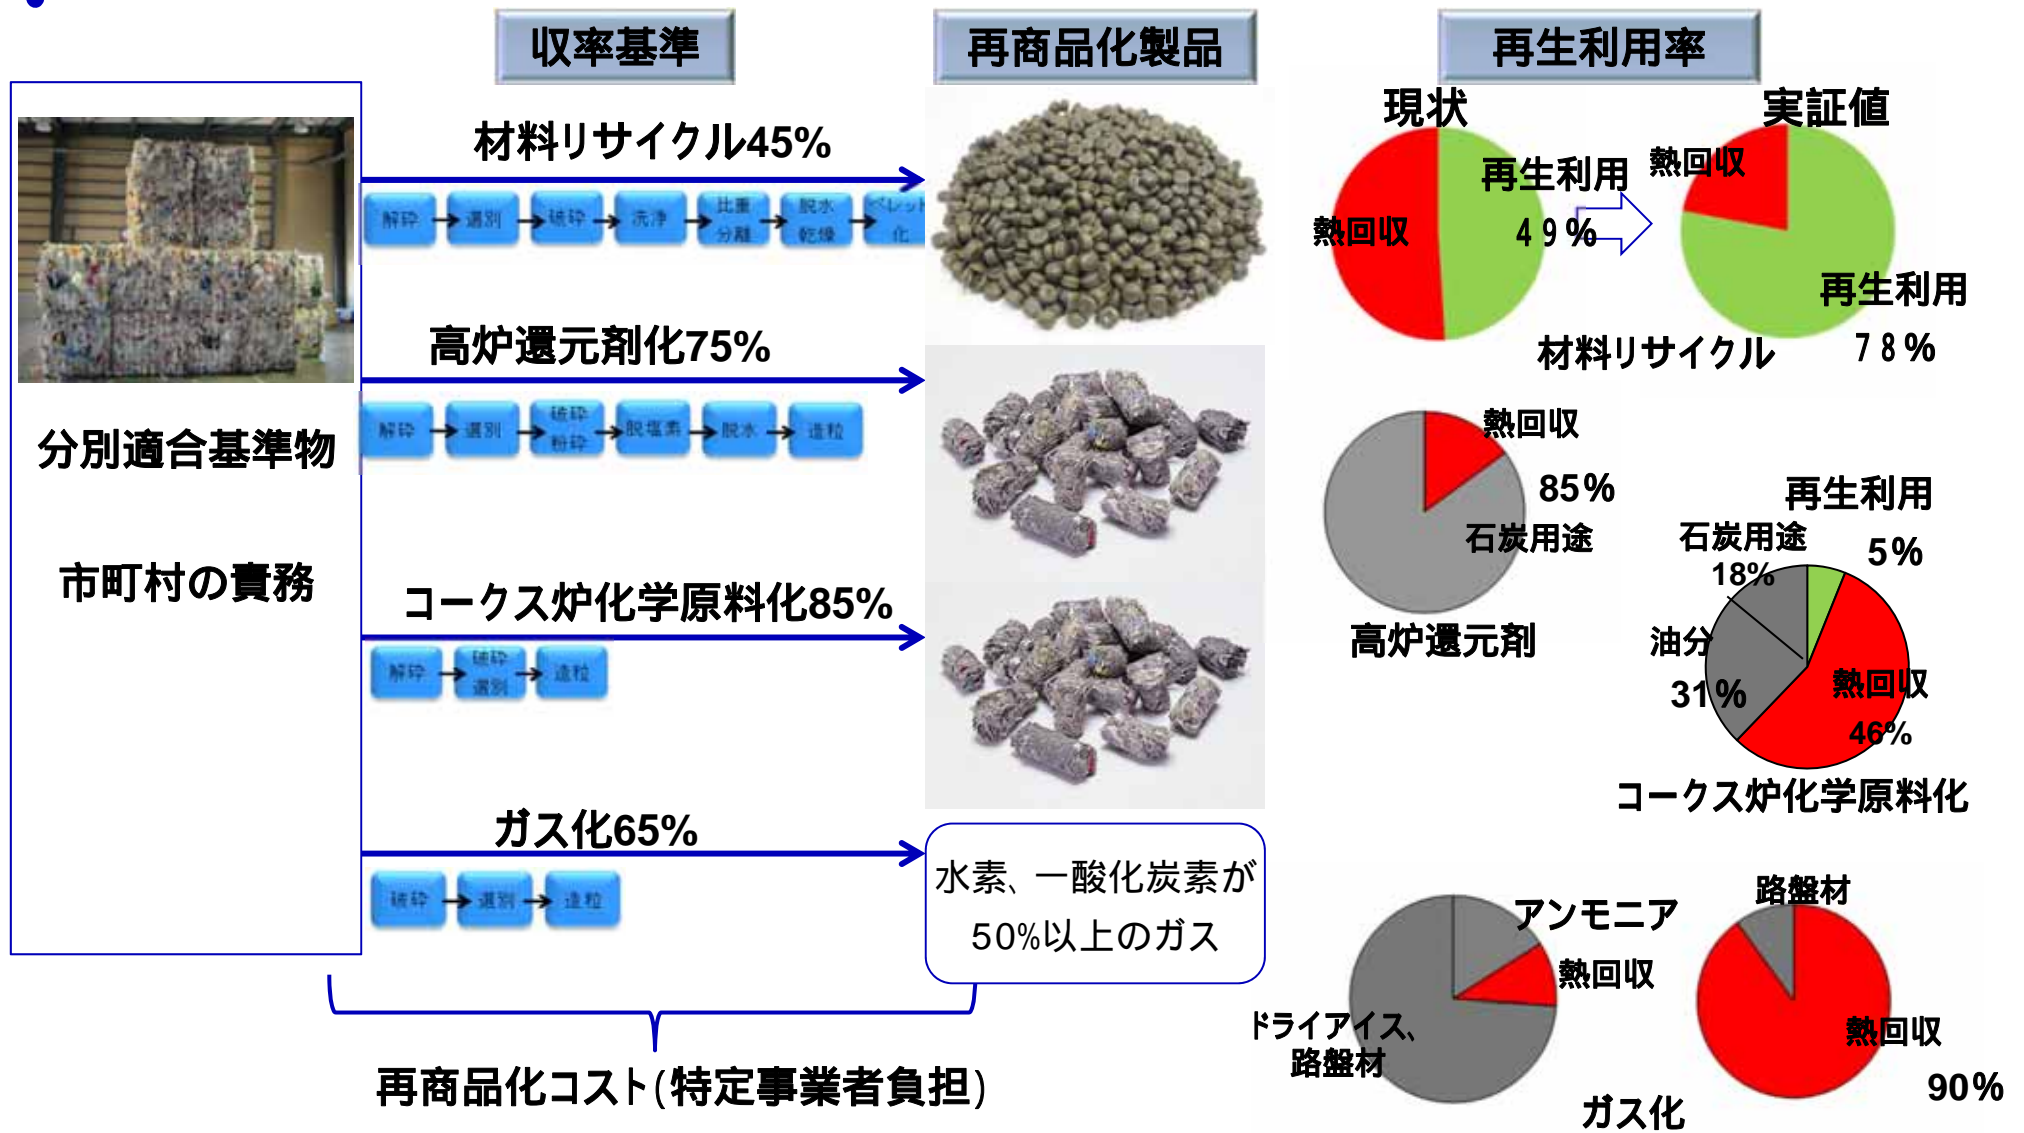 収率基準
再商品化製品
再生利用率
分別適合基準物
市町村の責務
材料リサイクル45%
解砕
選別
破砕
洗浄
比重
分離
脱水
乾燥
ペレット
化
高炉還元剤化75%
解砕
選別
破砕
粉砕
脱塩素
脱水
造粒
コークス炉化学原料化85%
解砕
破砕
選別
造粒
ガス化65%
破砕
選別
造粒
水素、一酸化炭素が
50%以上のガス
再商品化コスト(特定事業者負担)
現状
熱回収
再生利用
49%
実証値
熱回収
再生利用
78%
材料リサイクル
熱回収
85%
石炭用途
高炉還元剤
再生利用
5%
石炭用途
18%
油分
31%
熱回収
46%
コークス炉化学原料化
アンモニア
熱回収
ドライアイス、
路盤材
路盤材
熱回収
90%
ガス化